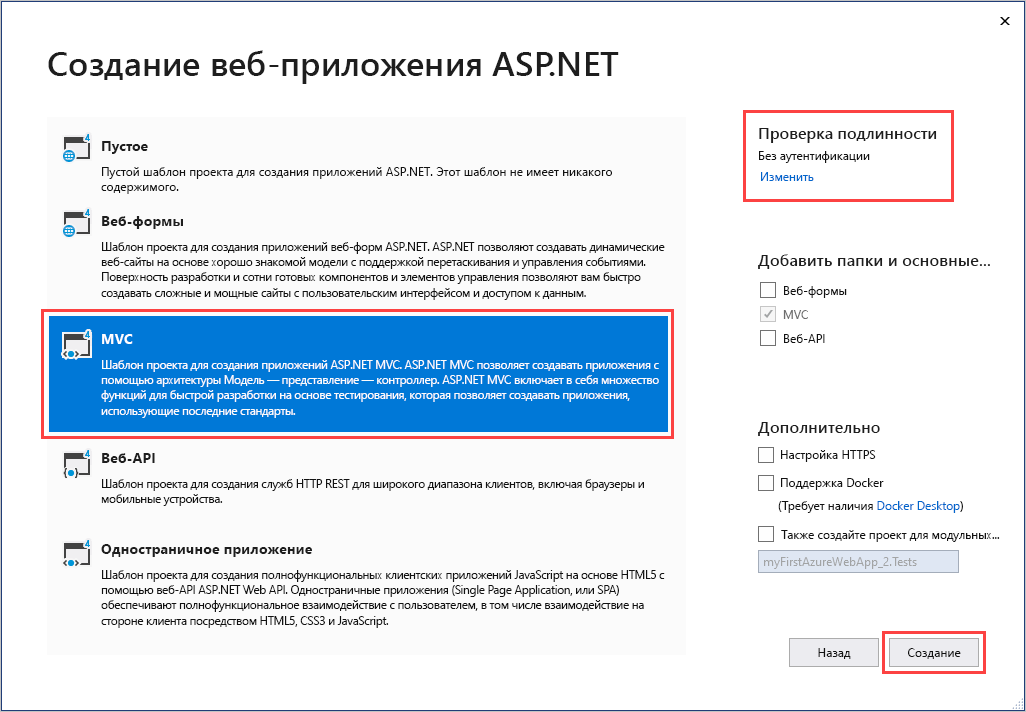 Создание веб-приложения ASP.NET
Пустое
Пустой шаблон проекта для создания приложений ASP.NET. Этот шаблон не имеет никакого
содержимого.
Веб-формы
Шаблон проекта для создания приложений веб-форм ASP.NET. ASP.NET позволяют создавать динамические
веб-сайты на основе хорошо знакомой модели с поддержкой перетаскивания и управления событиями.
Поверхность разработки и сотни готовых компонентов и элементов управления позволяют вам быстро
создавать сложные и мощные сайты с пользовательским интерфейсом и доступом к данным.
MVC
Шаблон проекта для создания приложений ASP.NET MVC. ASP.NET MVC позволяет создавать приложения с
помощью архитектуры Модель — представление — контроллер. ASP.NET MVC включает в себя множество
функций для быстрой разработки на основе тестирования, которая позволяет создавать приложения,
использующие последние стандарты.
Веб-API
Шаблон проекта для создания служб HTTP REST для широкого диапазона клиентов, включая браузеры и
мобильные устройства.
Одностраничное приложение
Шаблон проекта для создания полнофункциональных клиентских приложений JavaScript на основе HTML5 с
помощью веб-API ASP.NET Web API. Одностраничные приложения (Single Page Application, или SPA)
обеспечивают полнофункциональное взаимодействие с пользователем, в том числе взаимодействие на
стороне клиента посредством HTML5, CSS3 и JavaScript.
Проверка подлинности
Без аутентификации
Изменить
Добавить папки и основные...
Веб-формы
MVC
Веб-API
Дополнительно
Настройка HTTPS
Поддержка Docker
(Требует наличия Docker Desktop)
Также создайте проект для модульных...
myFirstAzureWebApp_2.Tests
Назад
Создание